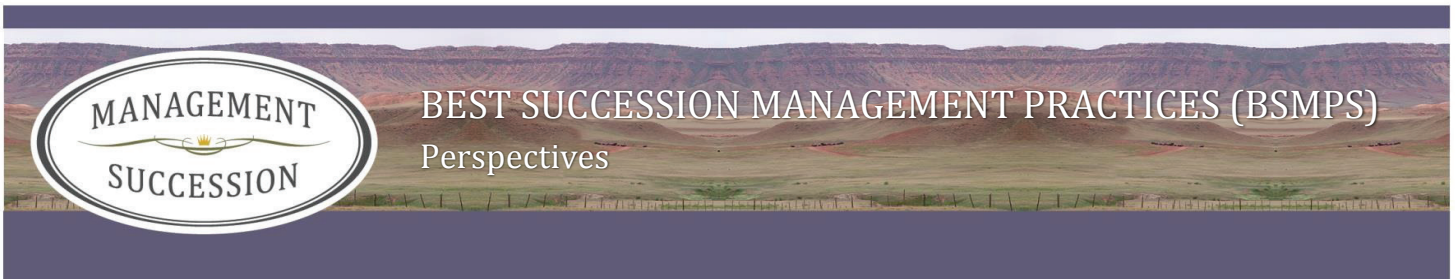 MANAGEMENT
SUCCESSION
BEST SUCCESSION MANAGEMENT PRACTICES (BSMPS)
Perspectives